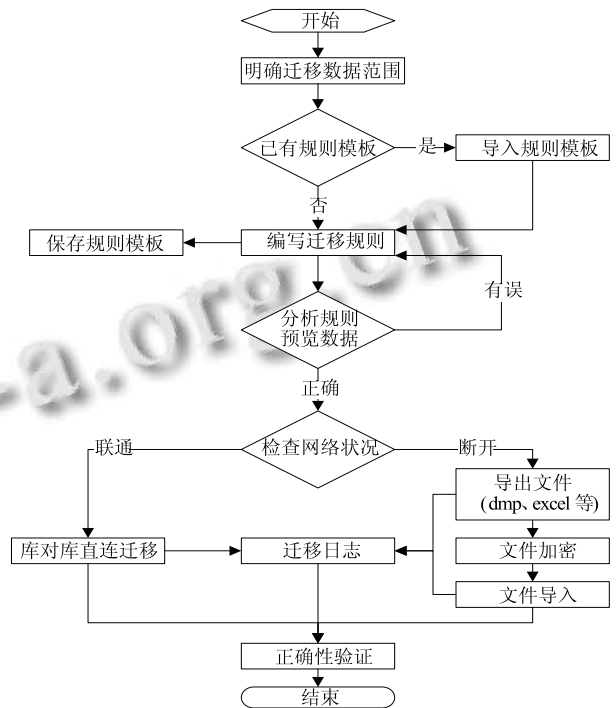 开始
明确迁移数据范围
已有规则模板
是
导入规则模板
否
保存规则模板
编写迁移规则
有误
分析规则
预览数据
正确
联通
检查网络状况
断开
导出文件
(dmp、excel 等)
库对库直连迁移
迁移日志
文件加密
文件导入
正确性验证
结束
-a.org.cn